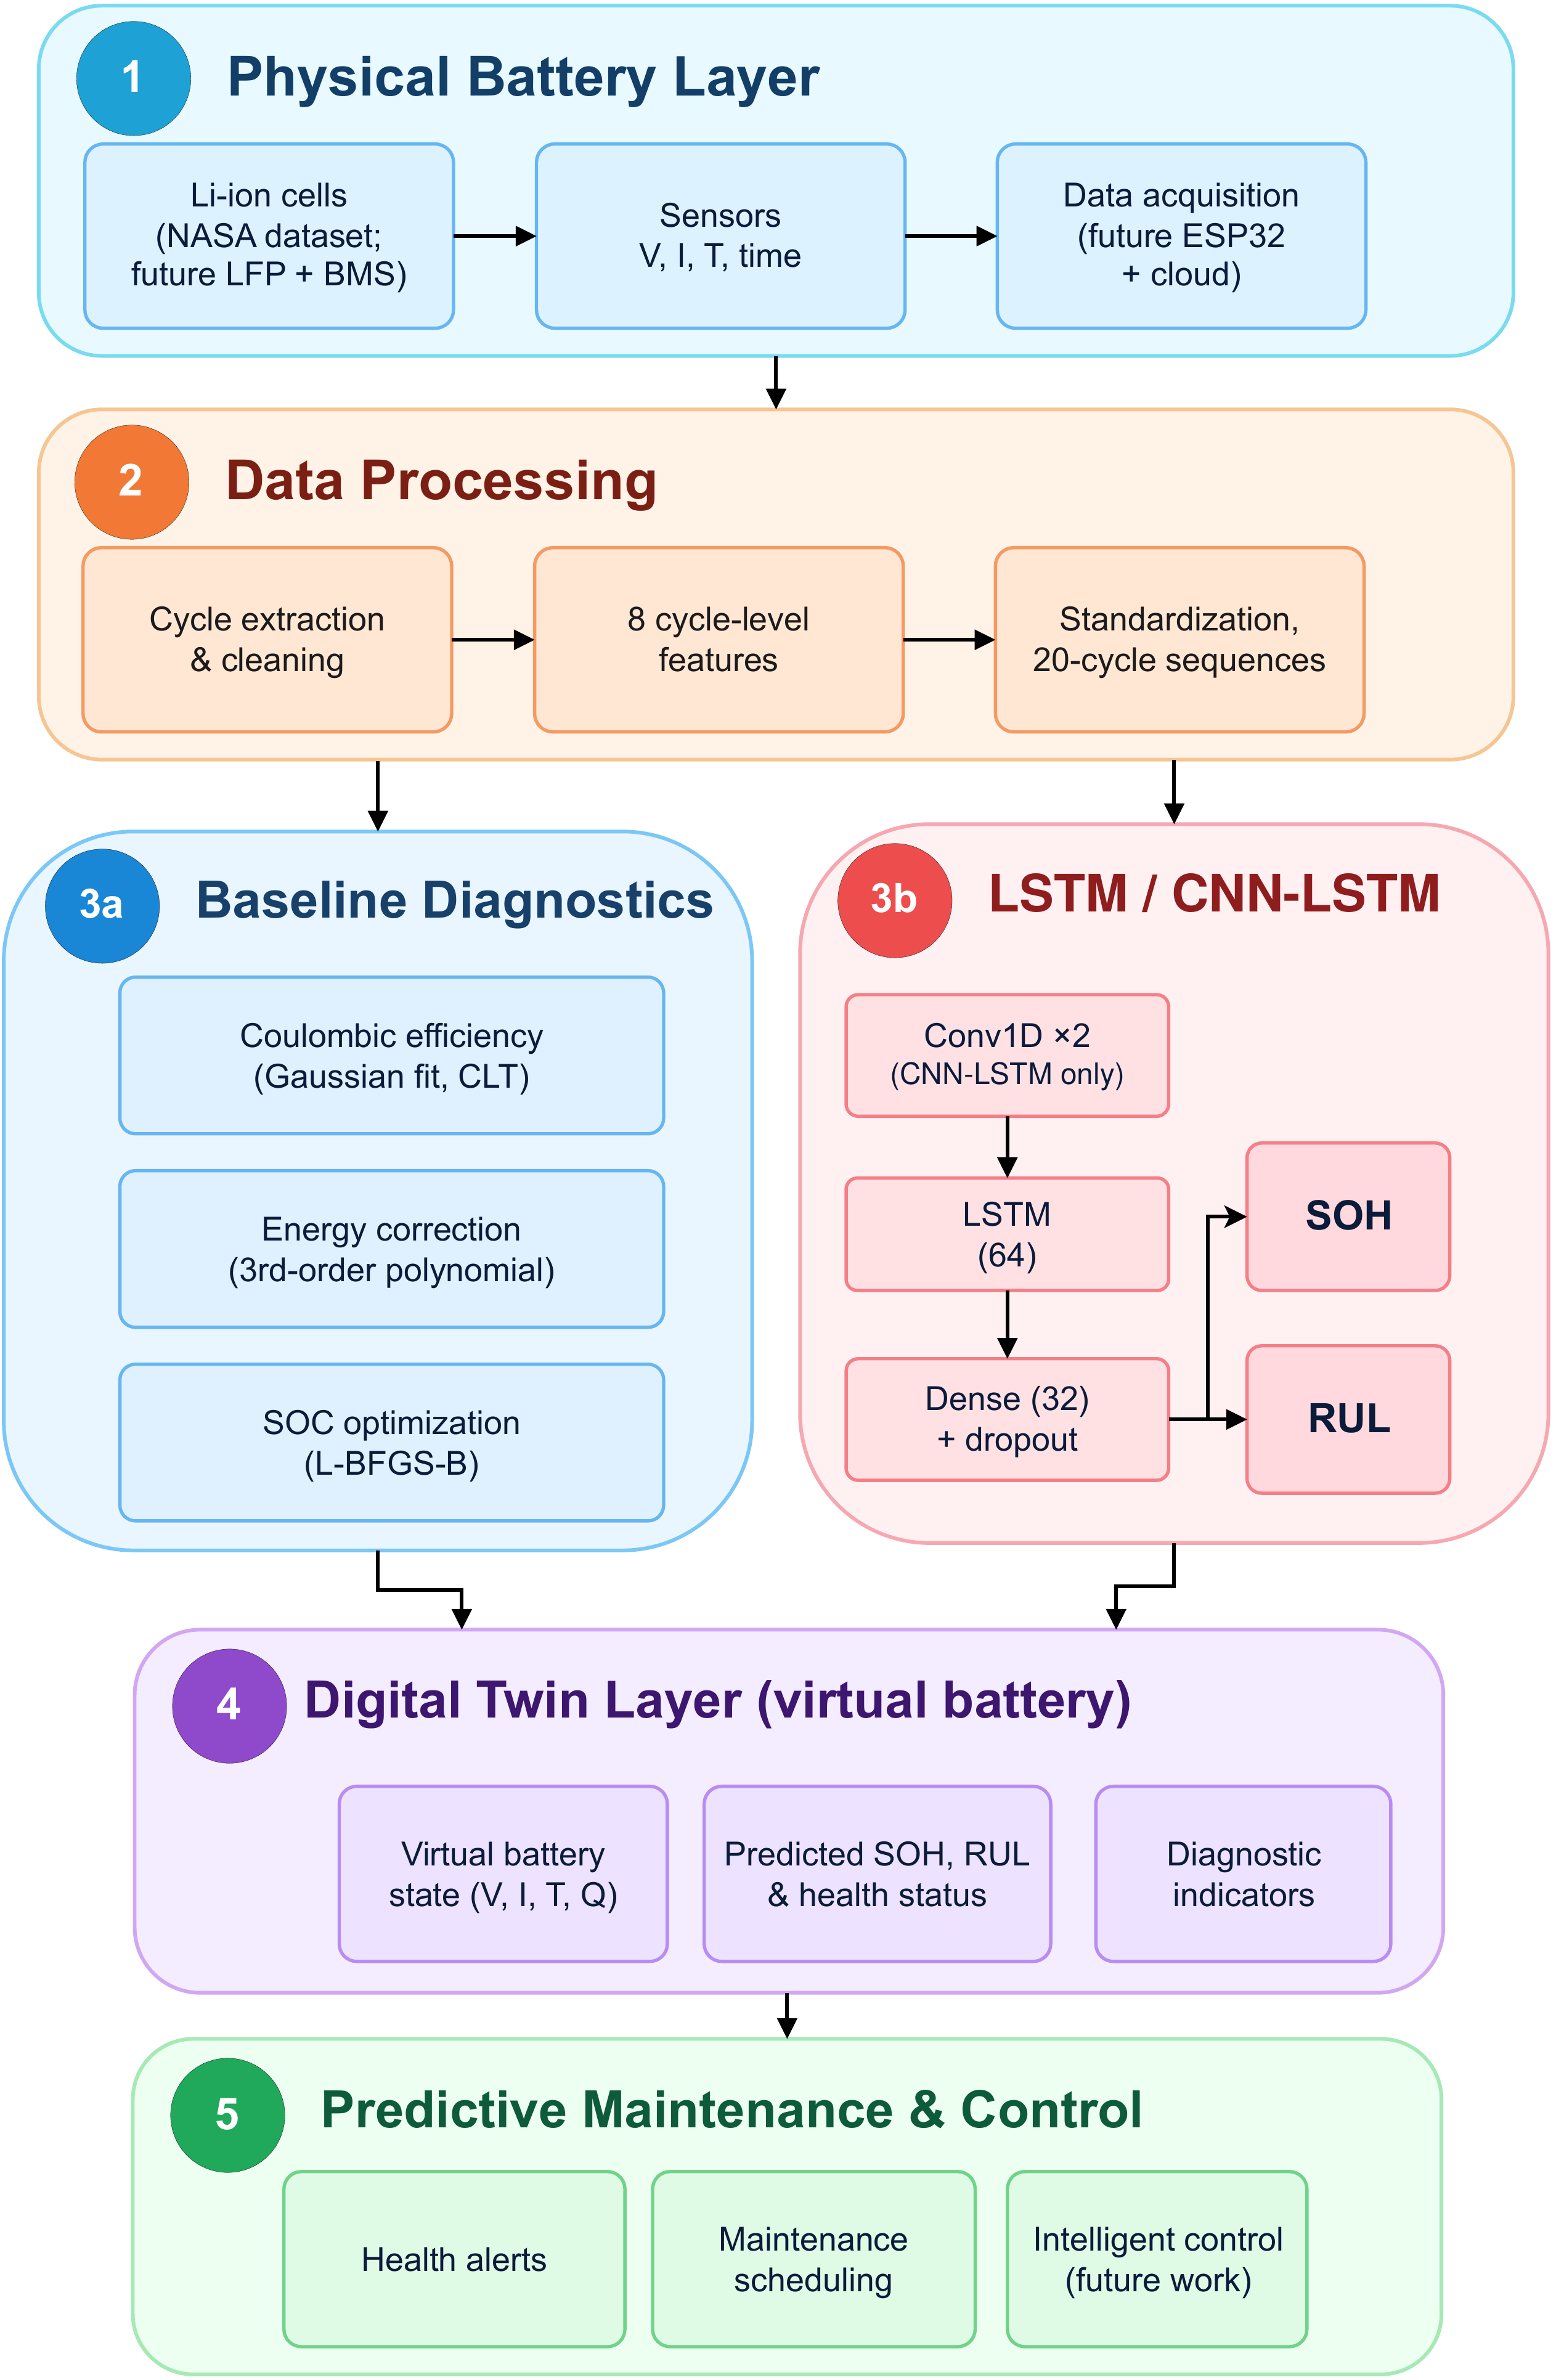 1
Physical Battery Layer
Li-ion cells
(NASA dataset;
future LFP + BMS)
Sensors
V, I, T, time
Data acquisition
(future ESP32
+ cloud)
2
Data Processing
Cycle extraction
& cleaning
8 cycle-level
features
Standardization,
20-cycle sequences
3a
Baseline Diagnostics
Coulombic efficiency
(Gaussian fit, CLT)
Energy correction
(3rd-order polynomial)
SOC optimization
(L-BFGS-B)
3b
LSTM / CNN-LSTM
Conv1D ×2
(CNN-LSTM only)
LSTM
(64)
Dense (32)
+ dropout
SOH
RUL
4
Digital Twin Layer (virtual battery)
Virtual battery
state (V, I, T, Q)
Predicted SOH, RUL
& health status
Diagnostic
indicators
5
Predictive Maintenance & Control
Health alerts
Maintenance
scheduling
Intelligent control
(future work)